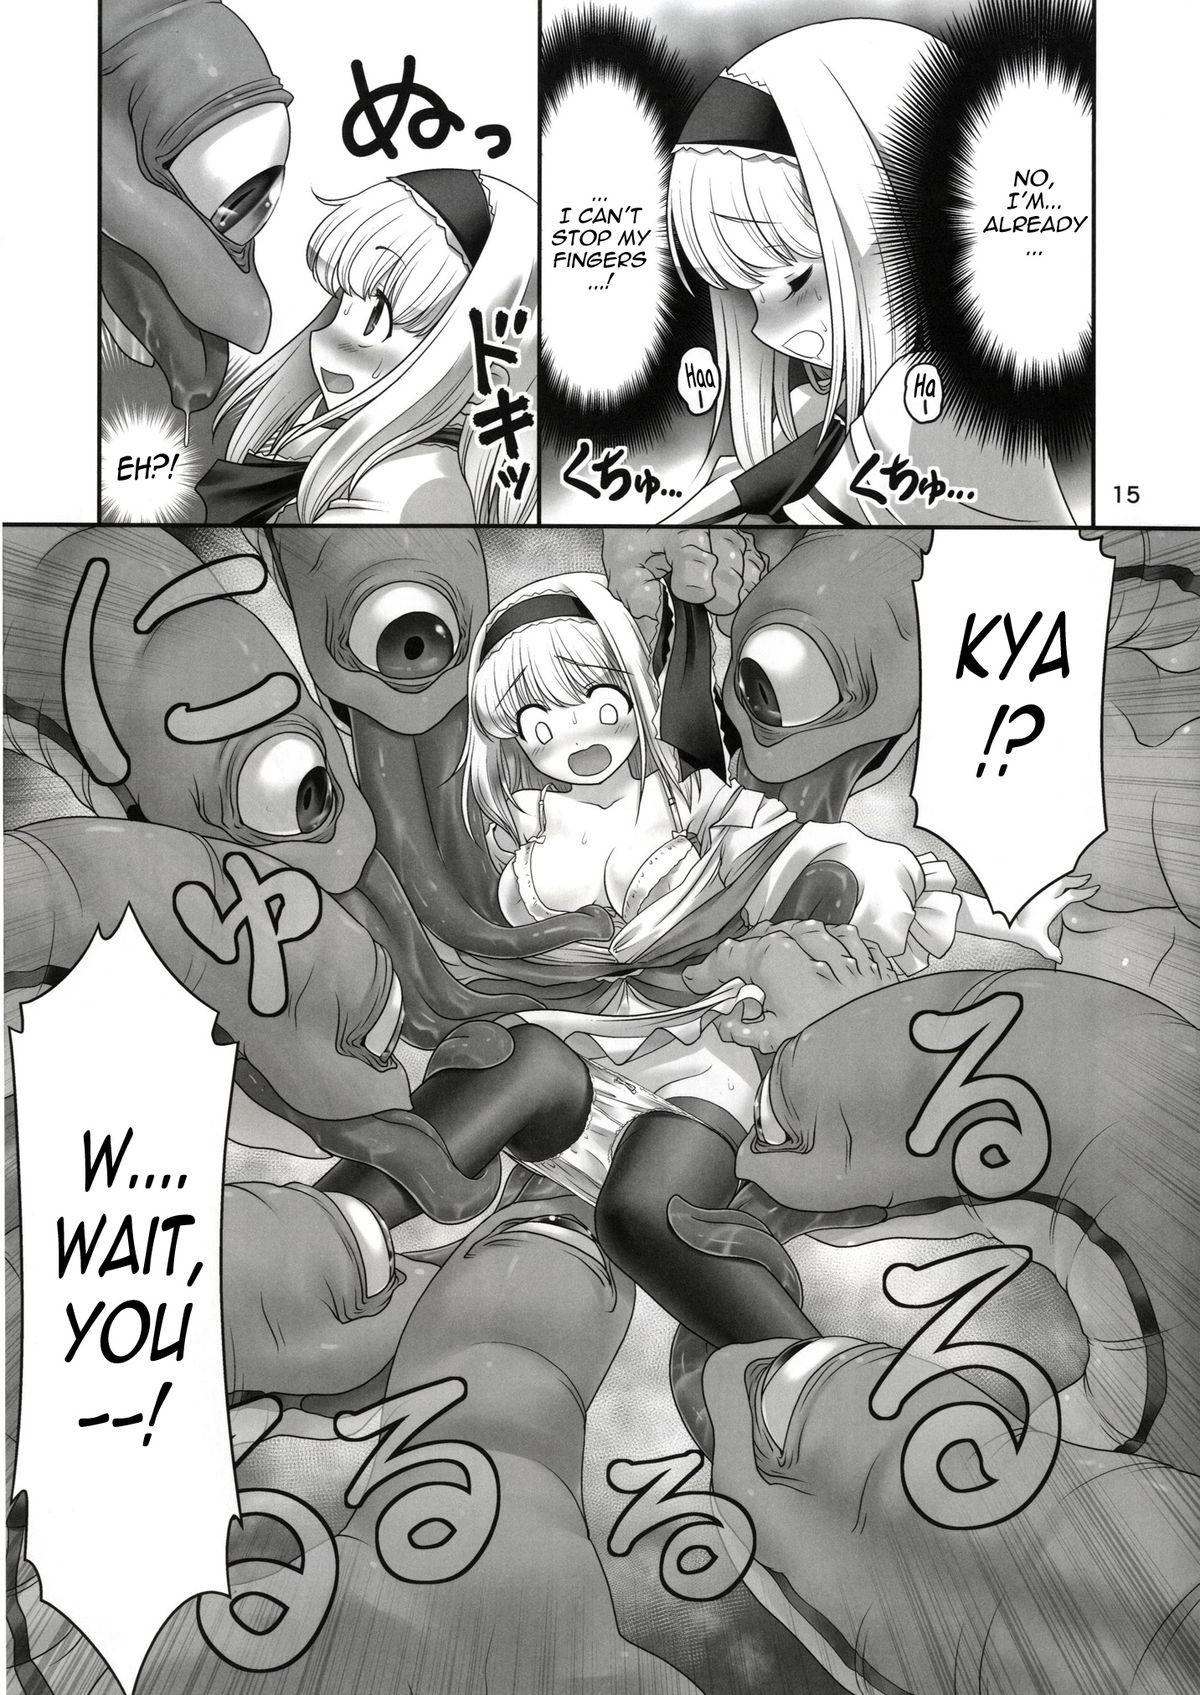 NO,
I'M...
ALREADY
...
...
I CAN'T
STOP MY
FINGERS
....!
Ha-
Haa-
くちゅ...
くちゅ...
15
ぬっ
ドキッ
EH?!
KYA
!?
W....
WAIT,
YOU
--!
にゅるるるるるる